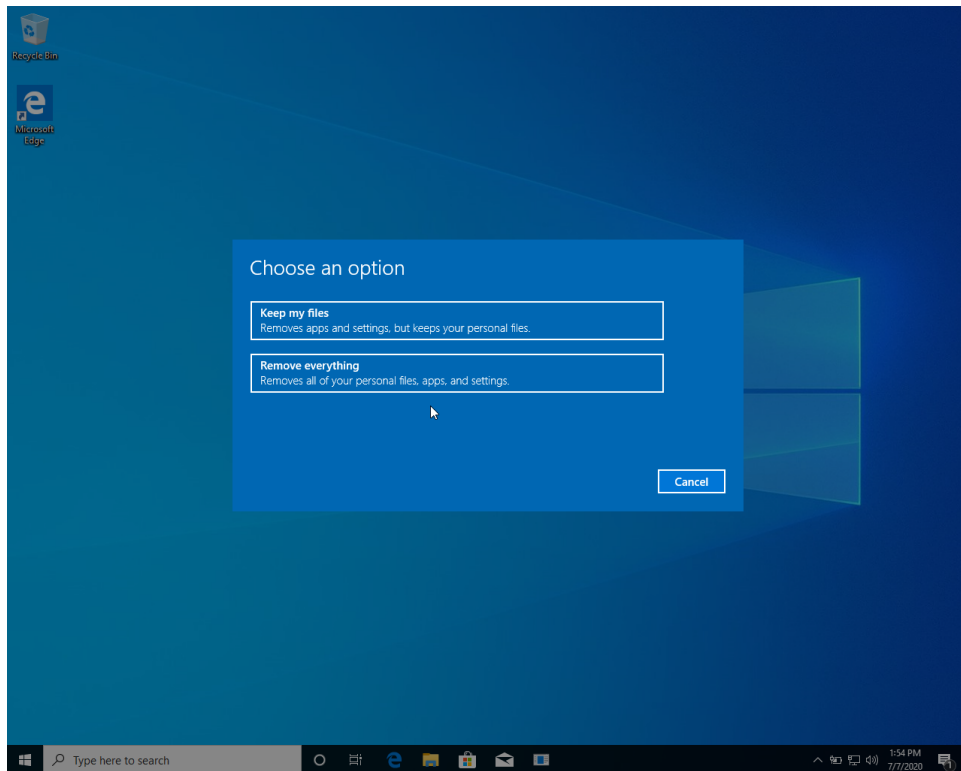 Recycle Bin
Microsoft
Edge
Choose an option
Keep my files
Removes apps and settings, but keeps your personal files.
Remove everything
Removes all of your personal files, apps, and settings.
Cancel
Type here to search
1:54 PM
7/7/2020
1